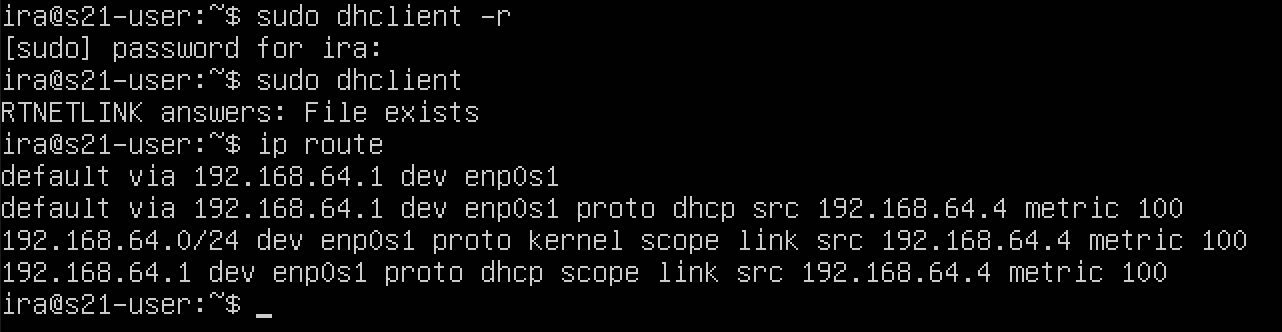 ira@s21-user:~$ sudo dhclient -r
[sudo] password for ira:
ira@s21-user:~$ sudo dhclient
RTNETLINK answers: File exists
ira@s21-user:~$ ip route
default via 192.168.64.1 dev enp0s1
default via 192.168.64.1 dev enp0s1 proto dhcp src 192.168.64.4 metric 100
192.168.64.0/24 dev enp0s1 proto kernel scope link src 192.168.64.4 metric 100
192.168.64.1 dev enp0s1 proto dhcp scope link src 192.168.64.4 metric 100
ira@s21-user:~$ _